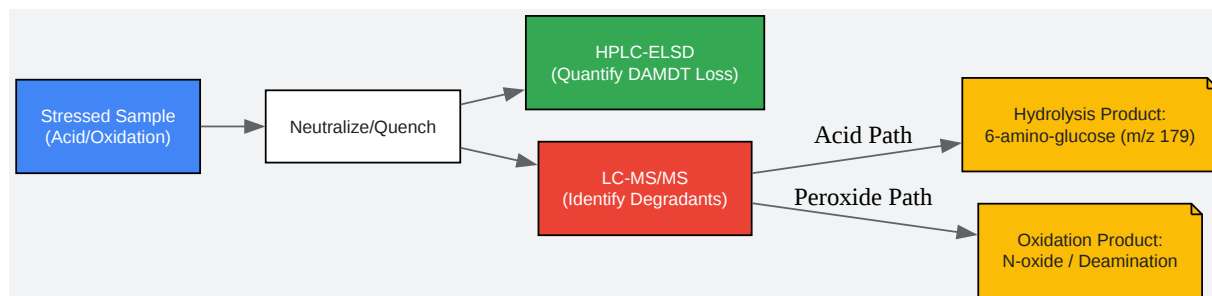 Stressed Sample
(Acid/Oxidation)
Neutralize/Quench
HPLC-ELSD
(Quantify DAMDT Loss)
LC-MS/MS
(Identify Degradants)
Acid Path
Peroxide Path
Hydrolysis Product:
6-amino-glucose (m/z 179)
Oxidation Product:
N-oxide / Deamination